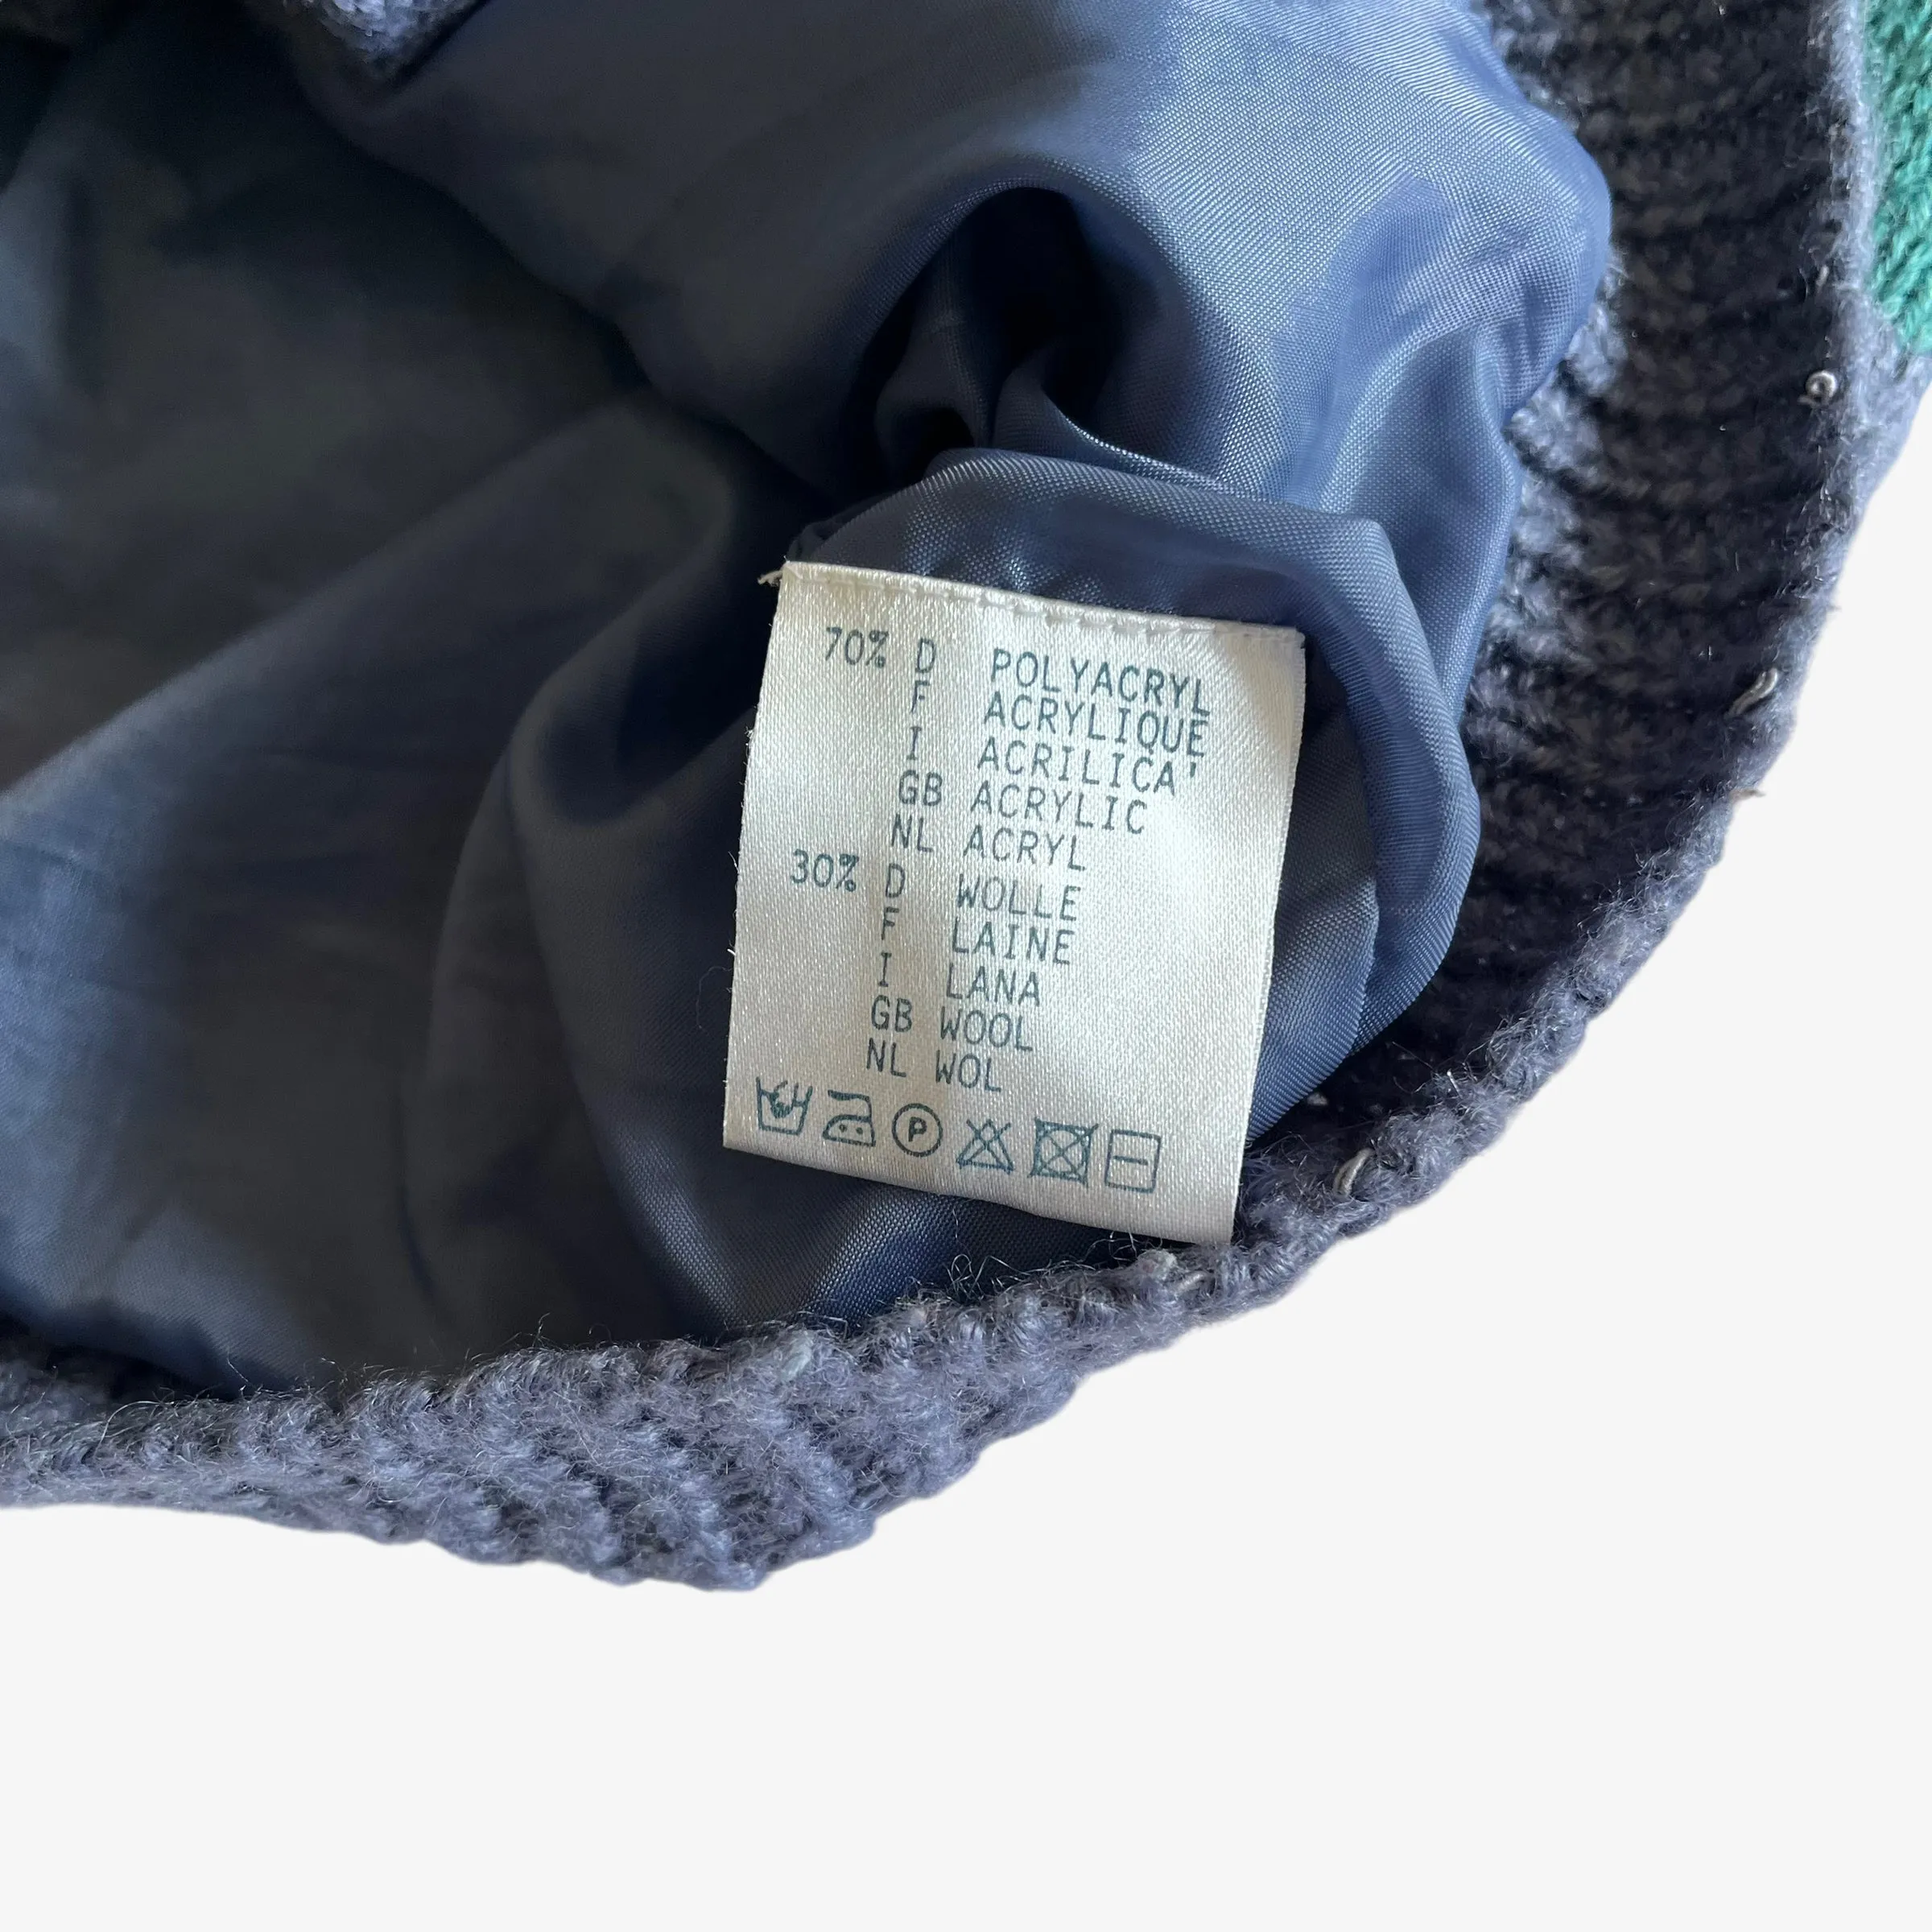 70% D POLYACRYL
F ACRYLIQUE
I ACRILICA'
GB ACRYLIC
NL ACRYL
30% D WOLLE
F LAINE
I LANA
GB WOOL
NL WOL
P